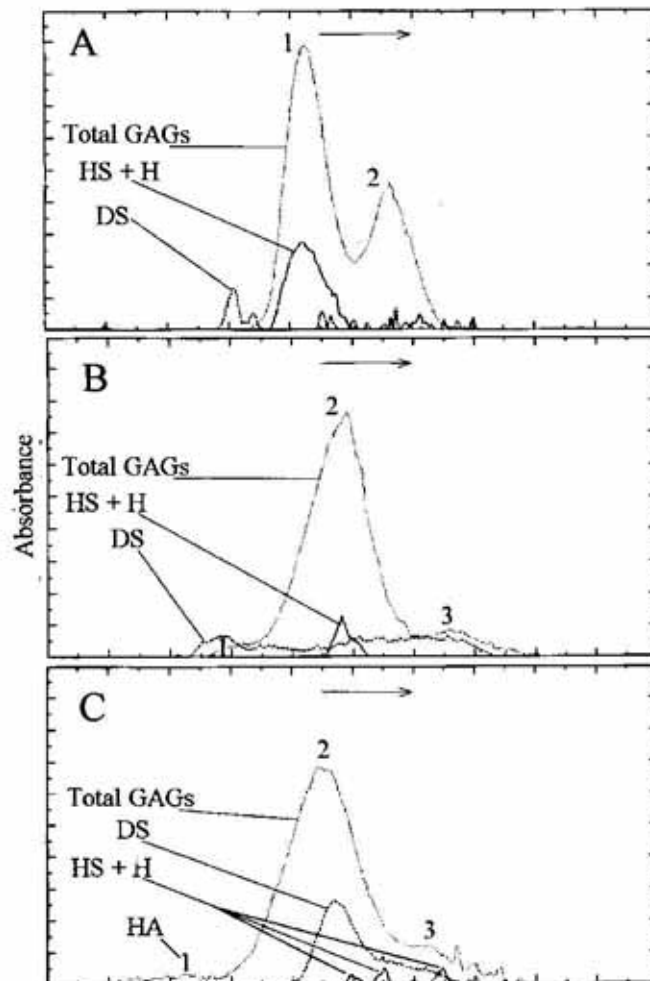 A
1
Total GAGs
HS + H
2
DS
B
2
Total GAGs
HS + H
DS
3
Absorbance
C
2
Total GAGs
DS
HS + H
3
HA
1